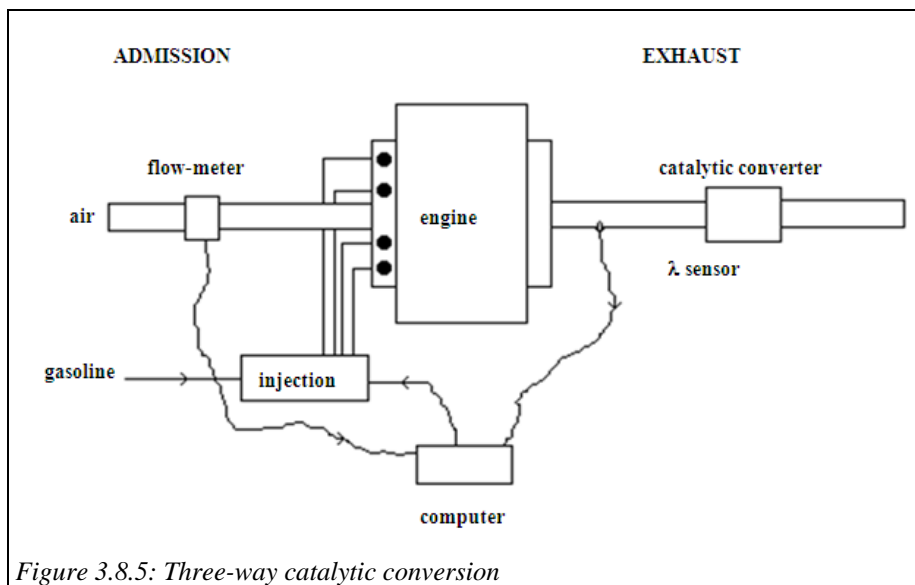 ADMISSION
EXHAUST
flow-meter
catalytic converter
air
engine
λ sensor
gasoline
injection
computer
Figure 3.8.5: Three-way catalytic conversion